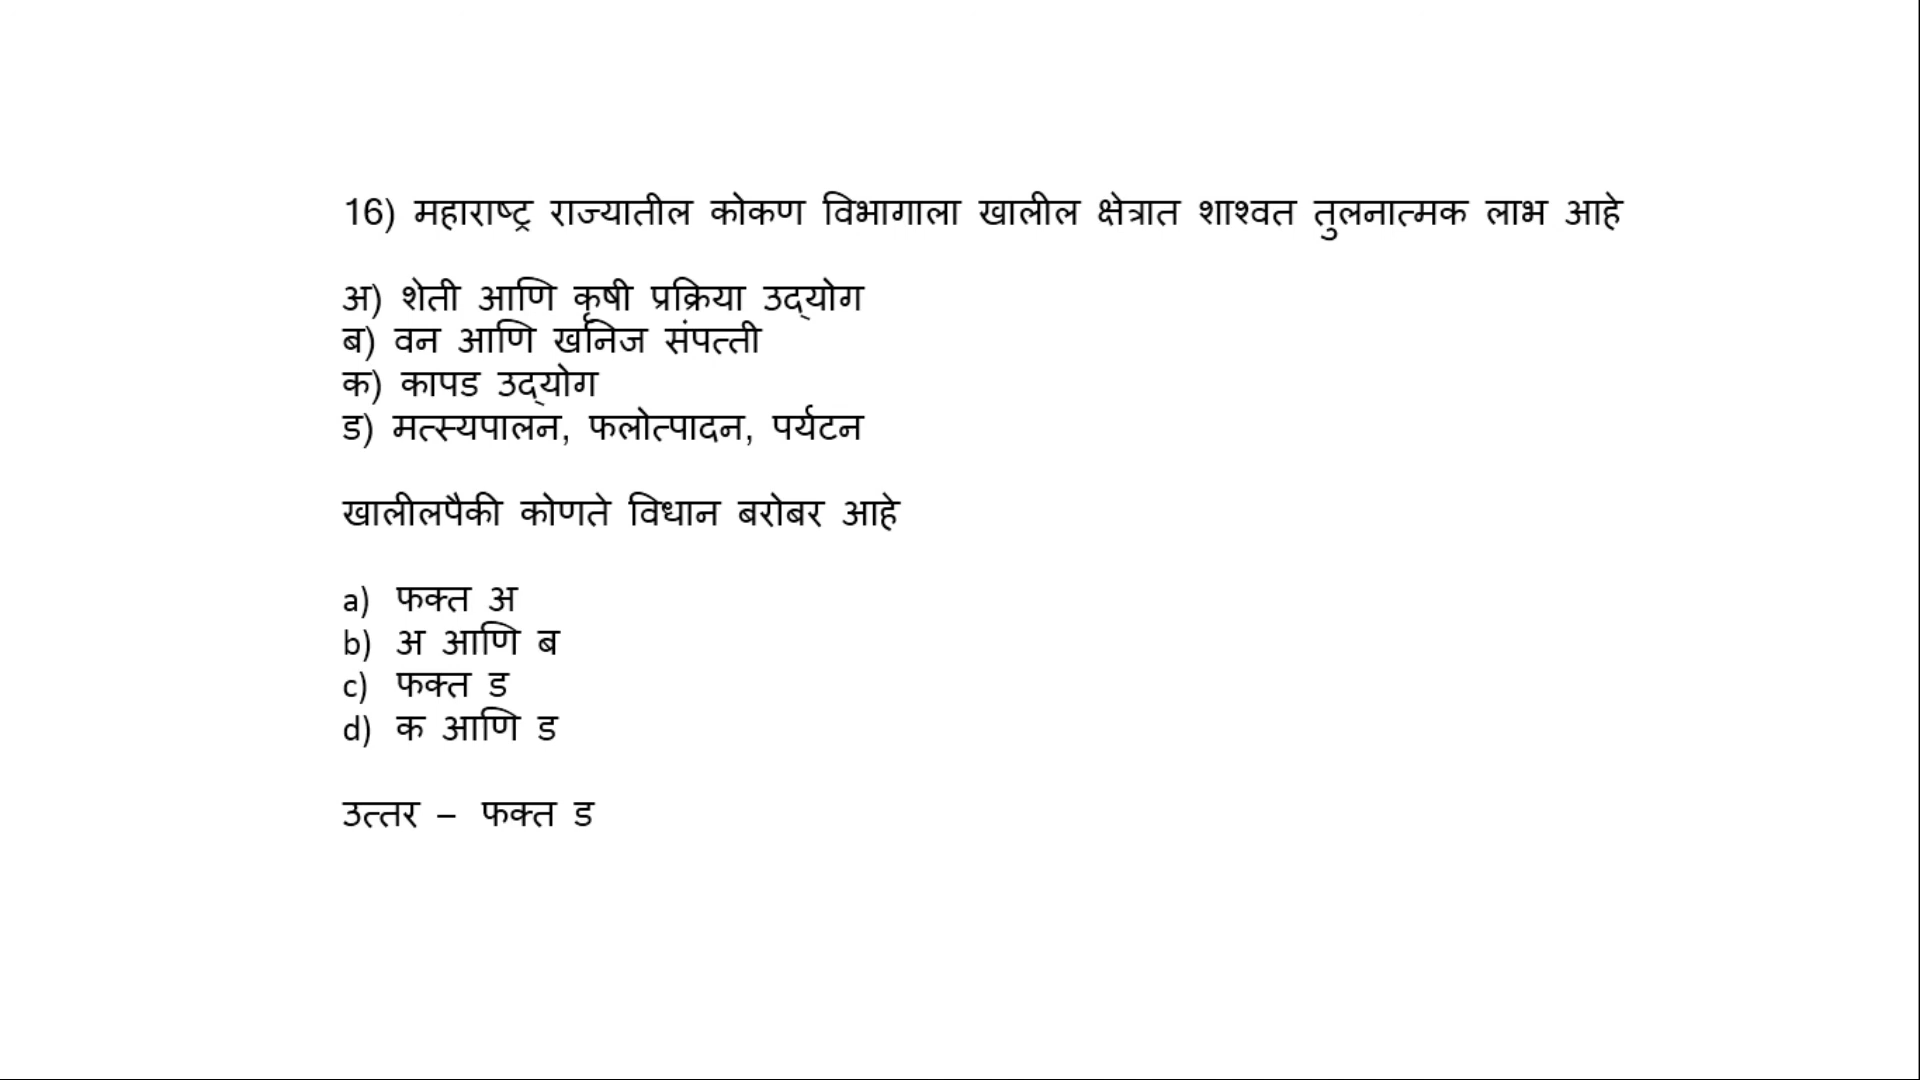 16) महाराष्ट्र राज्यातील कोकण विभागाला खालील क्षेत्रात शाश्वत तुलनात्मक लाभ आहे
अ) शेती आणि कृषी प्रक्रिया उद्योग
ब) वन आणि खनिज संपत्ती
क) कापड उद्योग
ड) मत्स्यपालन, फलोत्पादन, पर्यटन
खालीलपैकी कोणते विधान बरोबर आहे
a) फक्त अ
b) अ आणि ब
c) फक्त ड
d) क आणि ड
उत्तर – फक्त ड